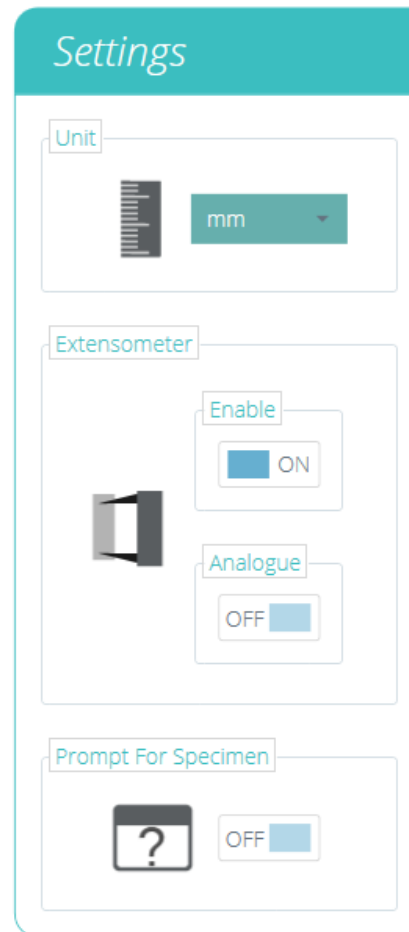 Settings
Unit
mm
Extensometer
Enable
ON
Analogue
OFF
Prompt For Specimen
?
OFF